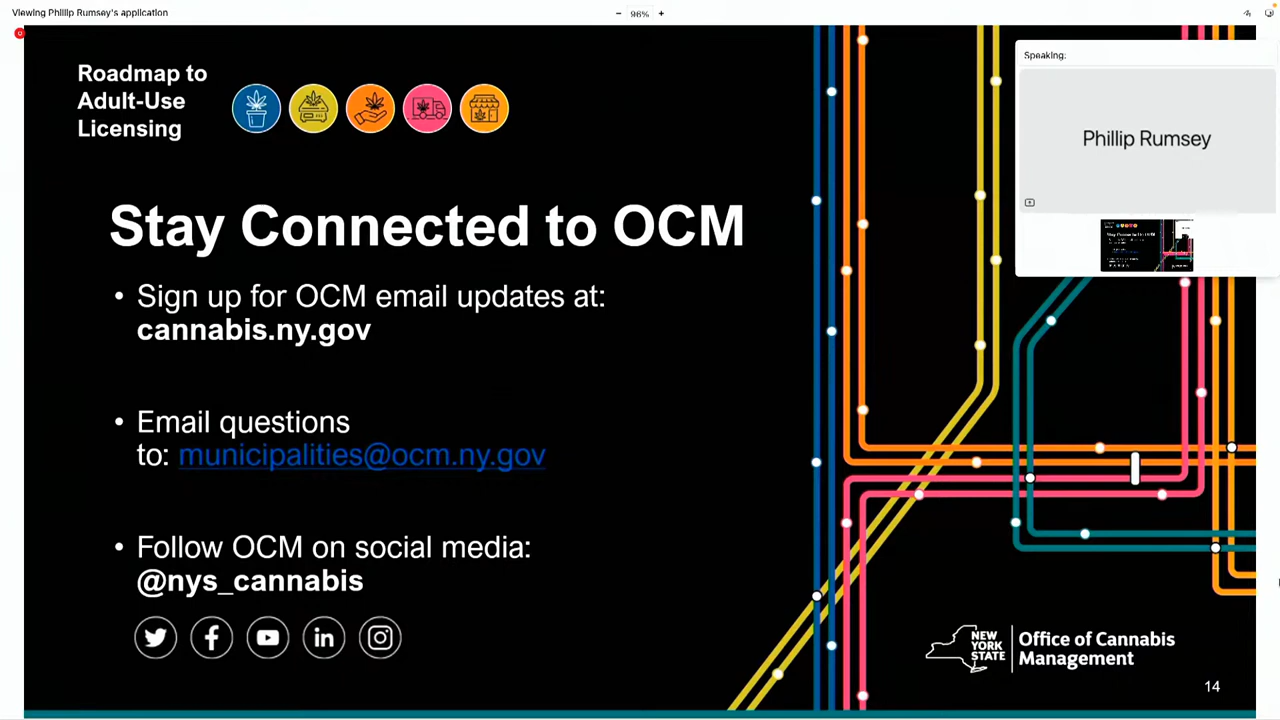 Viewing Phillip Rumsey's application
− 96% +
Speaking:
Phillip Rumsey
Roadmap to
Adult-Use
Licensing
Stay Connected to OCM
• Sign up for OCM email updates at:
cannabis.ny.gov
• Email questions
to: municipalities@ocm.ny.gov
• Follow OCM on social media:
@nys_cannabis
NEW
YORK
STATE
Office of Cannabis
Management
14